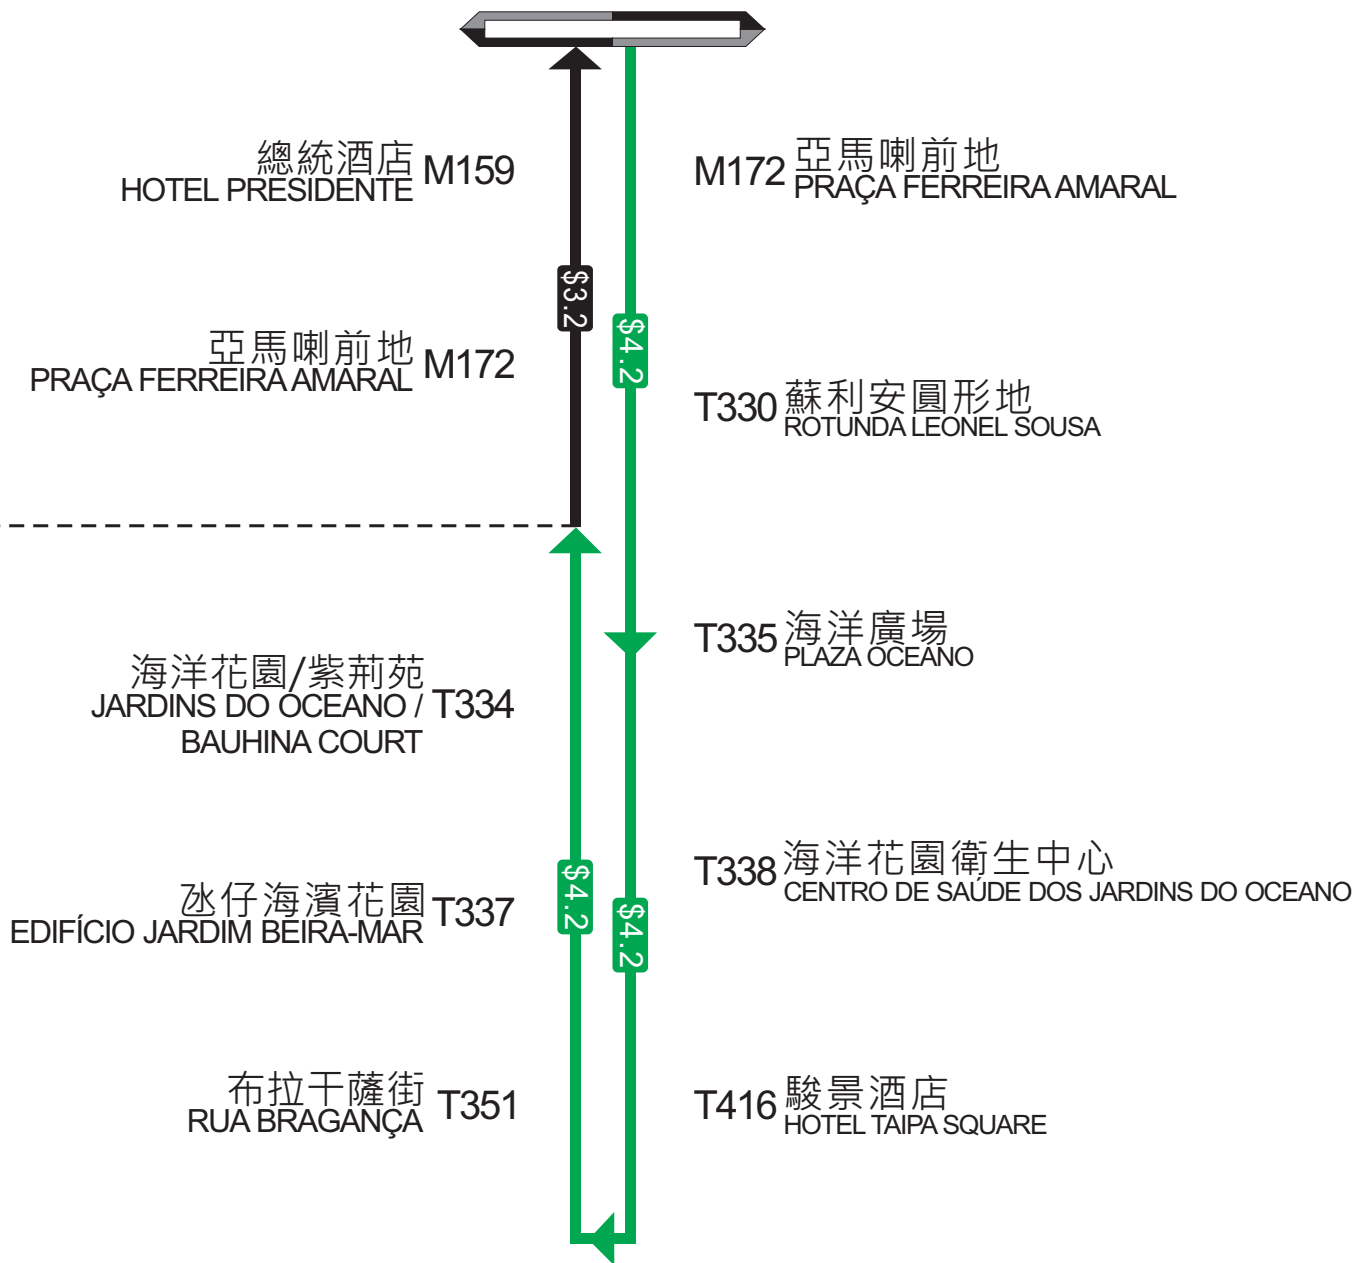 總統酒店
HOTEL PRESIDENTE
M159
亞馬喇前地
PRAÇA FERREIRA AMARAL
M172
海洋花園/紫荊苑
JARDINS DO OCEANO /
BAUHINA COURT
T334
氹仔海濱花園
EDIFÍCIO JARDIM BEIRA-MAR
T337
布拉干薩街
RUA BRAGANÇA
T351
$3.2
$4.2
$4.2
$4.2
M172
亞馬喇前地
PRAÇA FERREIRA AMARAL
T330
蘇利安圓形地
ROTUNDA LEONEL SOUSA
T335
海洋廣場
PLAZA OCEANO
T338
海洋花園衛生中心
CENTRO DE SAÚDE DOS JARDINS DO OCEANO
T416
駿景酒店
HOTEL TAIPA SQUARE